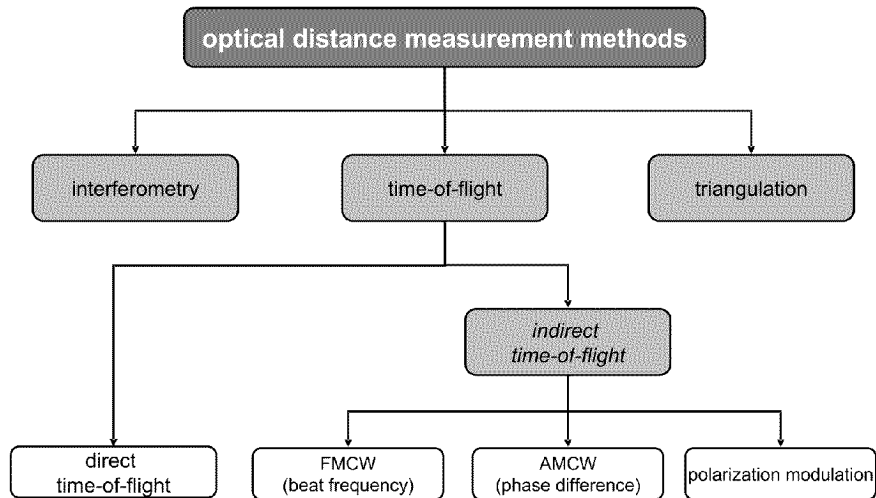 optical distance measurement methods
interferometry
time-of-flight
triangulation
indirect
time-of-flight
direct
time-of-flight
FMCW
(beat frequency)
AMCW
(phase difference)
polarization modulation